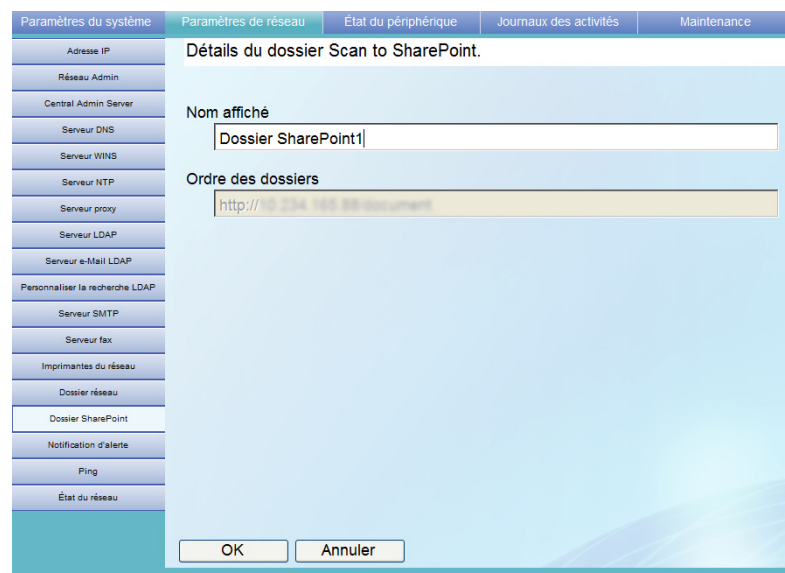 Paramètres du système
Paramètres de réseau
État du périphérique
Journaux des activités
Maintenance
Adresse IP
Réseau Admin
Central Admin Server
Serveur DNS
Serveur WINS
Serveur NTP
Serveur proxy
Serveur LDAP
Serveur e-Mail LDAP
Personnaliser la recherche LDAP
Serveur SMTP
Serveur fax
Imprimantes du réseau
Dossier réseau
Dossier SharePoint
Notification d'alerte
Ping
État du réseau
Détails du dossier Scan to SharePoint.
Nom affiché
Dossier SharePoint1
Ordre des dossiers
http://
OK
Annuler